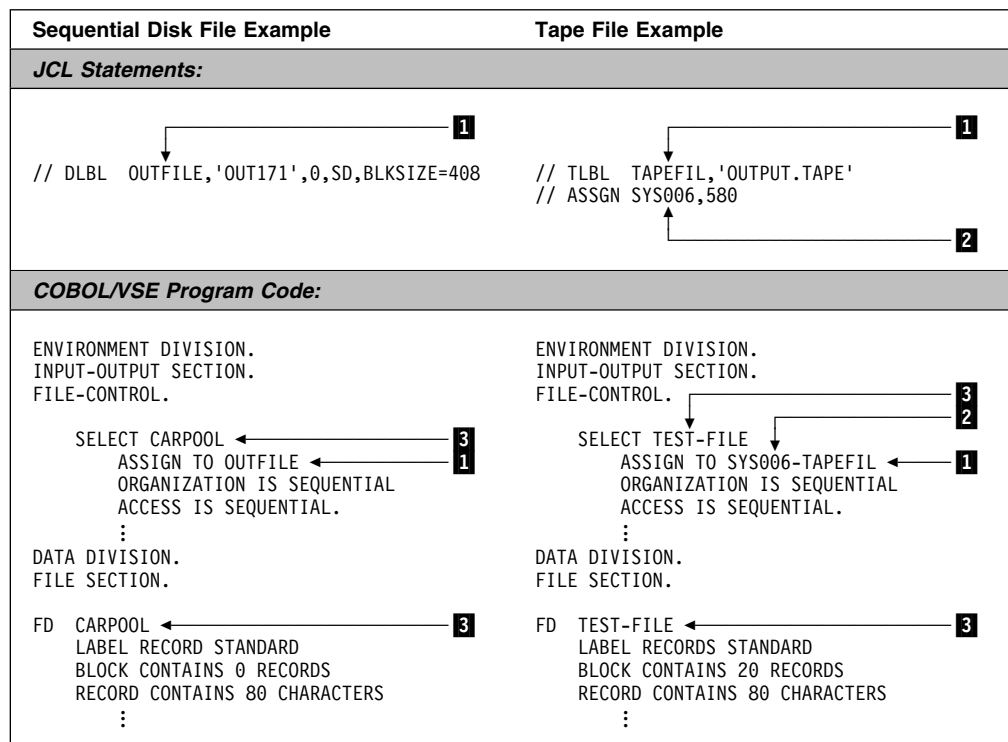 Sequential Disk File Example
Tape File Example
JCL Statements:
1
// DLBL  OUTFILE,'OUT171',0,SD,BLKSIZE=408
1
// TLBL  TAPEFIL,'OUTPUT.TAPE'
// ASSGN SYS006,580
2
COBOL/VSE Program Code:
ENVIRONMENT DIVISION.
INPUT-OUTPUT SECTION.
FILE-CONTROL.
SELECT CARPOOL 3
ASSIGN TO OUTFILE 1
ORGANIZATION IS SEQUENTIAL
ACCESS IS SEQUENTIAL.
⋮
DATA DIVISION.
FILE SECTION.
FD  CARPOOL 3
LABEL RECORD STANDARD
BLOCK CONTAINS 0 RECORDS
RECORD CONTAINS 80 CHARACTERS
⋮
ENVIRONMENT DIVISION.
INPUT-OUTPUT SECTION.
FILE-CONTROL. 3
2
SELECT TEST-FILE
ASSIGN TO SYS006-TAPEFIL 1
ORGANIZATION IS SEQUENTIAL
ACCESS IS SEQUENTIAL.
⋮
DATA DIVISION.
FILE SECTION.
FD  TEST-FILE 3
LABEL RECORDS STANDARD
BLOCK CONTAINS 20 RECORDS
RECORD CONTAINS 80 CHARACTERS
⋮